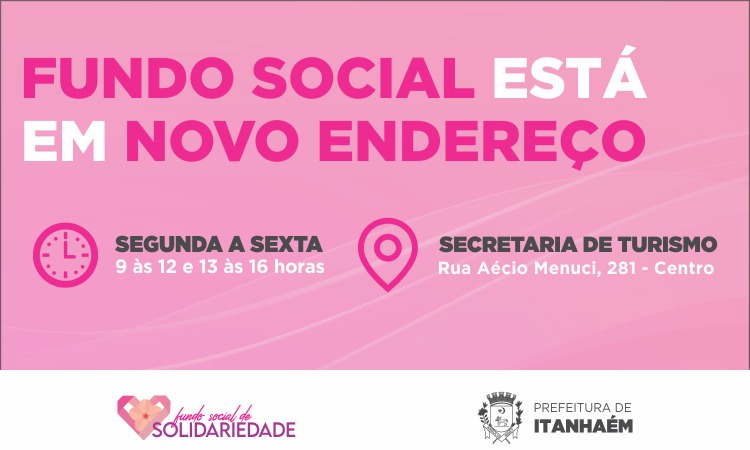 FUNDO SOCIAL ESTÁ
EM NOVO ENDEREÇO
SEGUNDA A SEXTA
9 às 12 e 13 às 16 horas
SECRETARIA DE TURISMO
Rua Aécio Menuci, 281 - Centro
fundo social de
SOLIDARIEDADE
PREFEITURA DE
ITANHAÉM